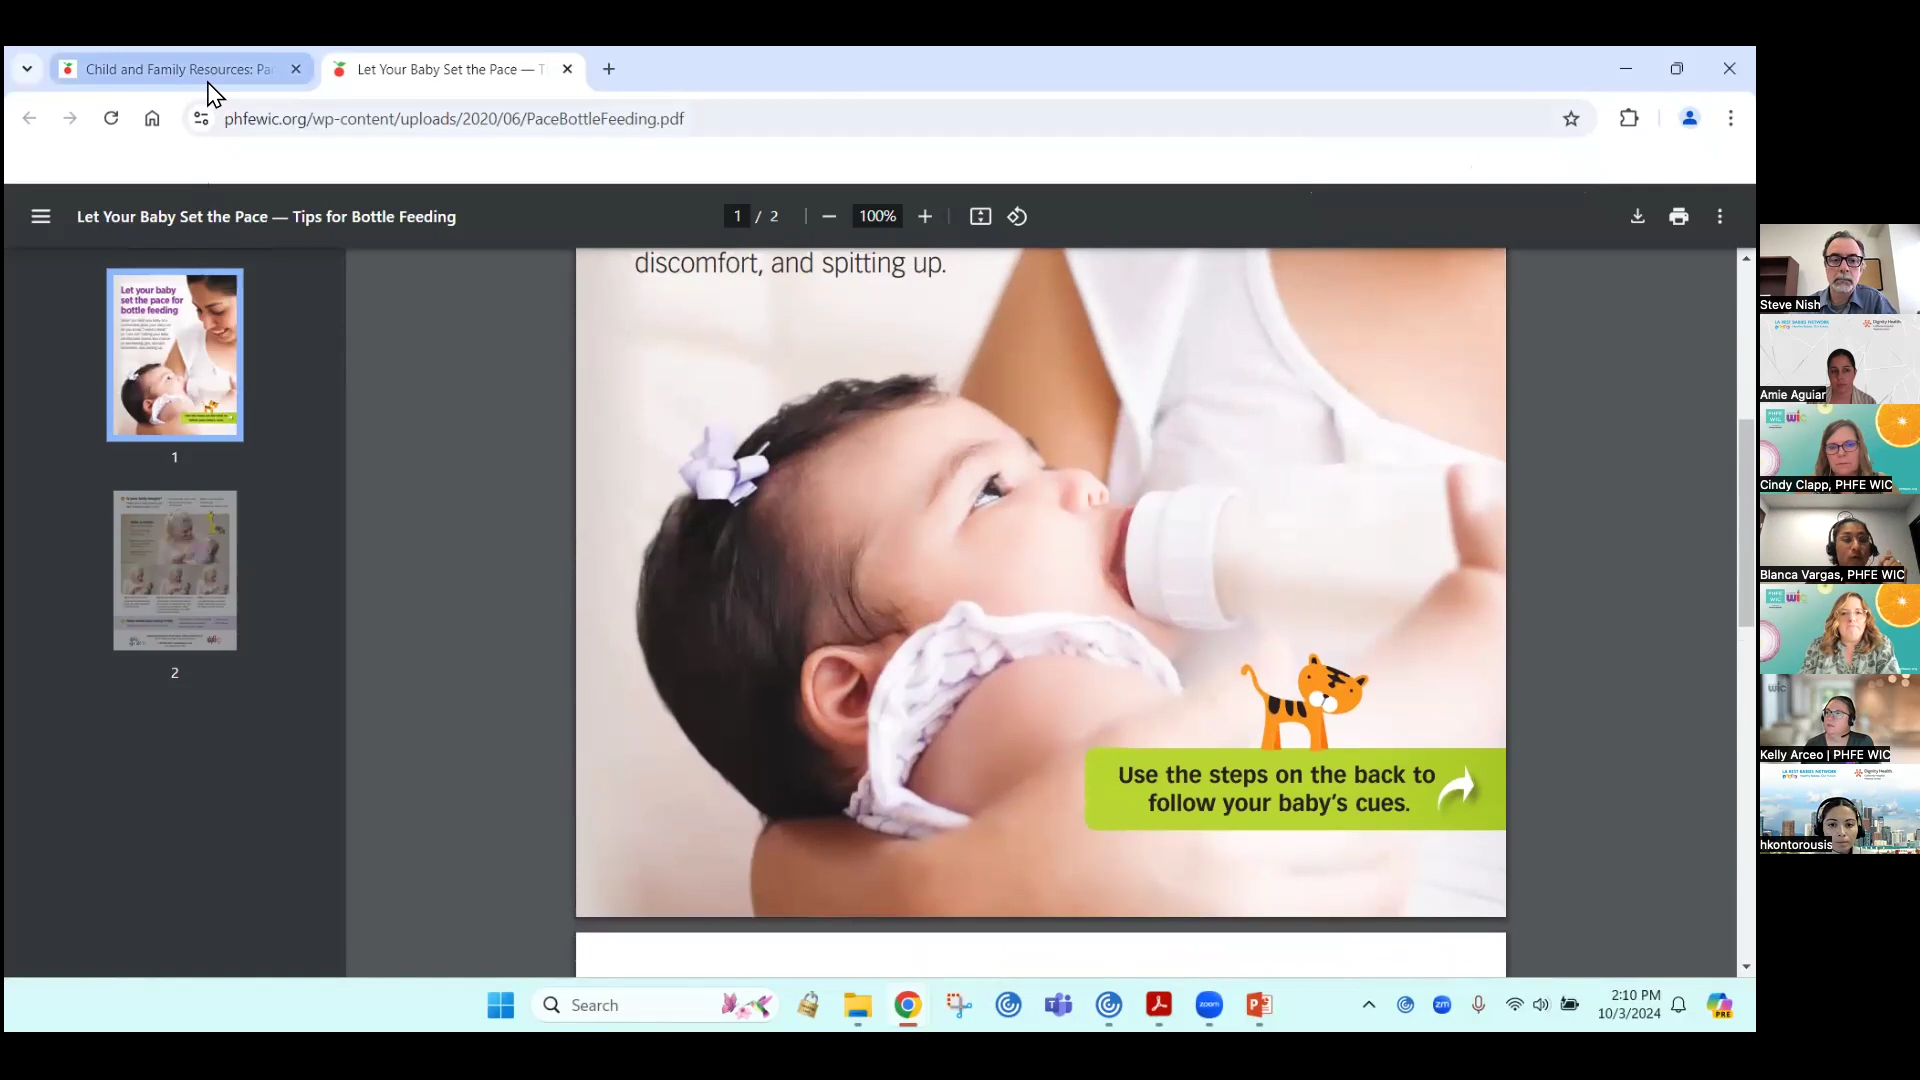 Child and Family Resources: Pa
Let Your Baby Set the Pace — T
phfewic.org/wp-content/uploads/2020/06/PaceBottleFeeding.pdf
Let Your Baby Set the Pace — Tips for Bottle Feeding
1 / 2
100%
Let your baby
set the pace for
bottle feeding
1
2
discomfort, and spitting up.
Use the steps on the back to
follow your baby's cues.
Steve Nish
Amie Aguiar
Cindy Clapp, PHFE WIC
Blanca Vargas, PHFE WIC
Kelly Arceo | PHFE WIC
hkontorousis
Search
zoom
zm
2:10 PM
10/3/2024
PRE